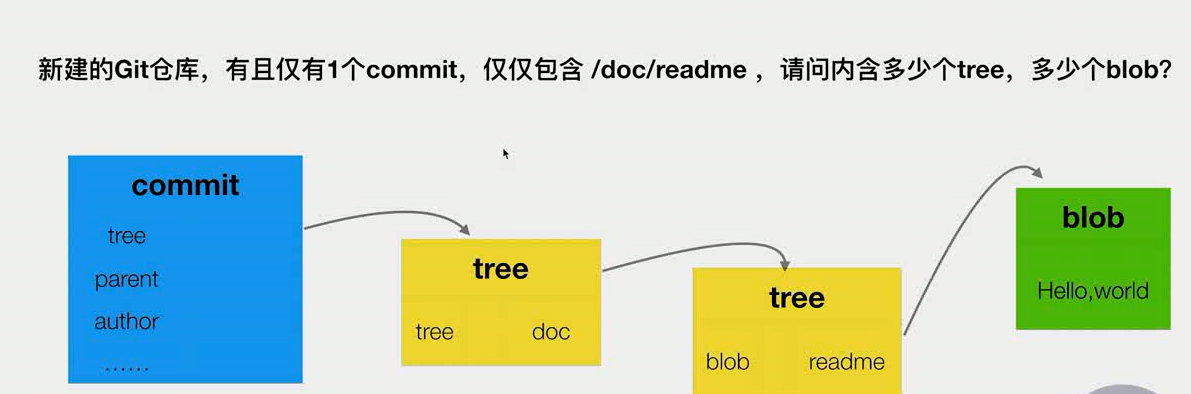 新建的Git仓库，有且仅有1个commit，仅仅包含 /doc/readme ，请问内含多少个tree，多少个blob？
commit
tree
parent
author
......
tree
tree doc
tree
blob readme
blob
Hello,world